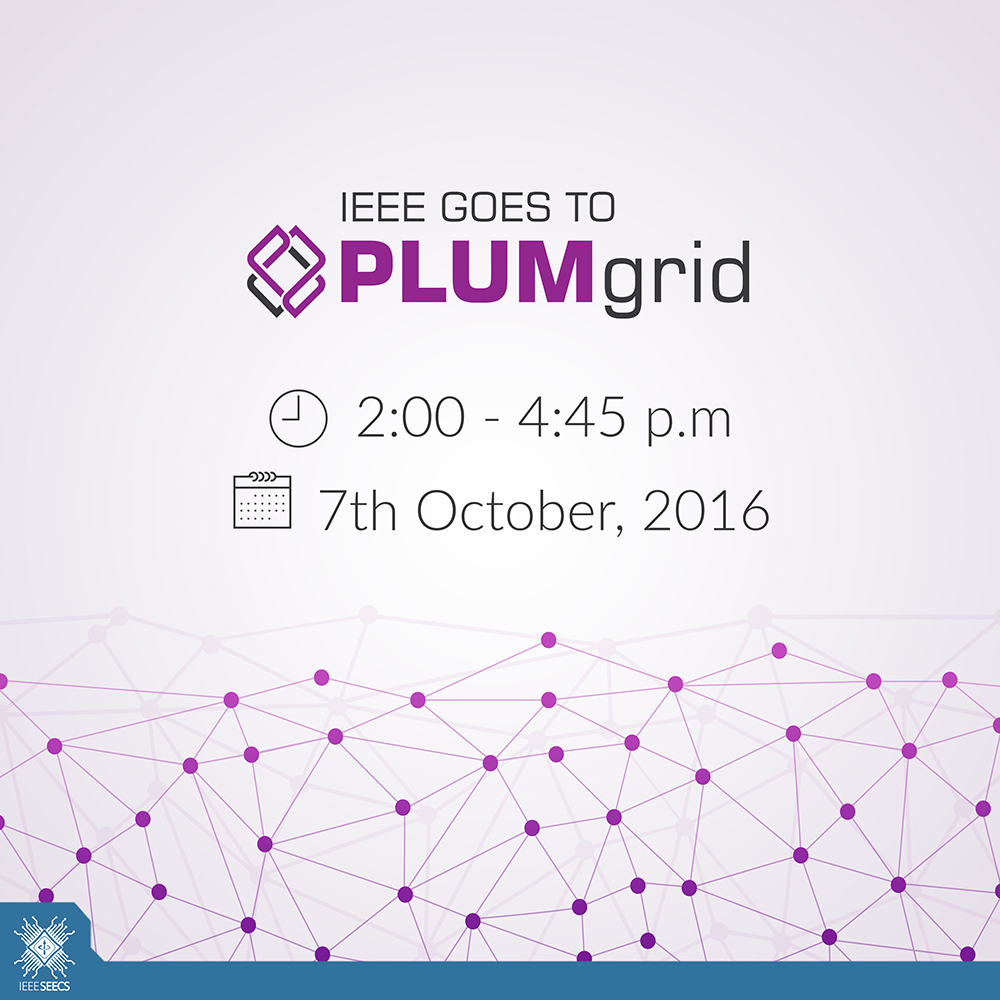 IEEE GOES TO
PLUMgrid
2:00 - 4:45 p.m
7th October, 2016
IEEE SEECS